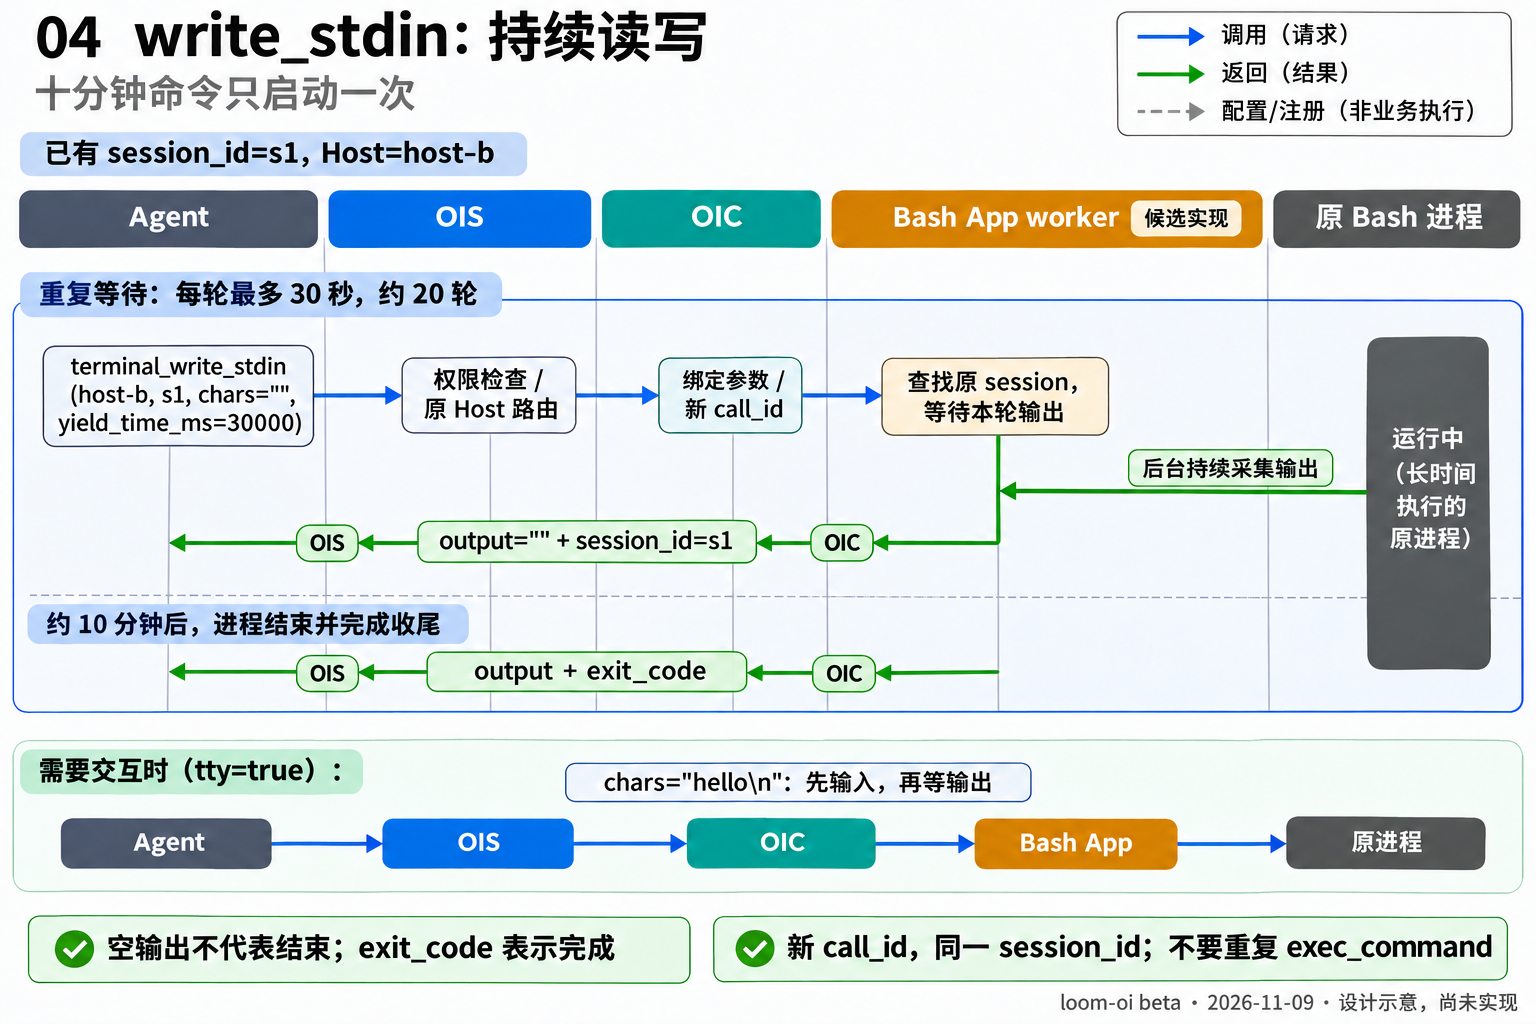 04 write_stdin: 持续读写
十分钟命令只启动一次
调用（请求）
返回（结果）
配置/注册（非业务执行）
已有 session_id=s1, Host=host-b
Agent
OIS
OIC
Bash App worker 候选实现
原 Bash 进程
重复等待：每轮最多 30 秒，约 20 轮
terminal_write_stdin
(host-b, s1, chars="",
yield_time_ms=30000)
权限检查 /
原 Host 路由
绑定参数 /
新 call_id
查找原 session，
等待本轮输出
后台持续采集输出
运行中
（长时间
执行的
原进程）
OIS
output="" + session_id=s1
OIC
约 10 分钟后，进程结束并完成收尾
OIS
output + exit_code
OIC
需要交互时（tty=true）：
chars="hello\n"：先输入，再等输出
Agent
OIS
OIC
Bash App
原进程
空输出不代表结束；exit_code 表示完成
新 call_id，同一 session_id；不要重复 exec_command
loom-oi beta · 2026-11-09 · 设计示意，尚未实现